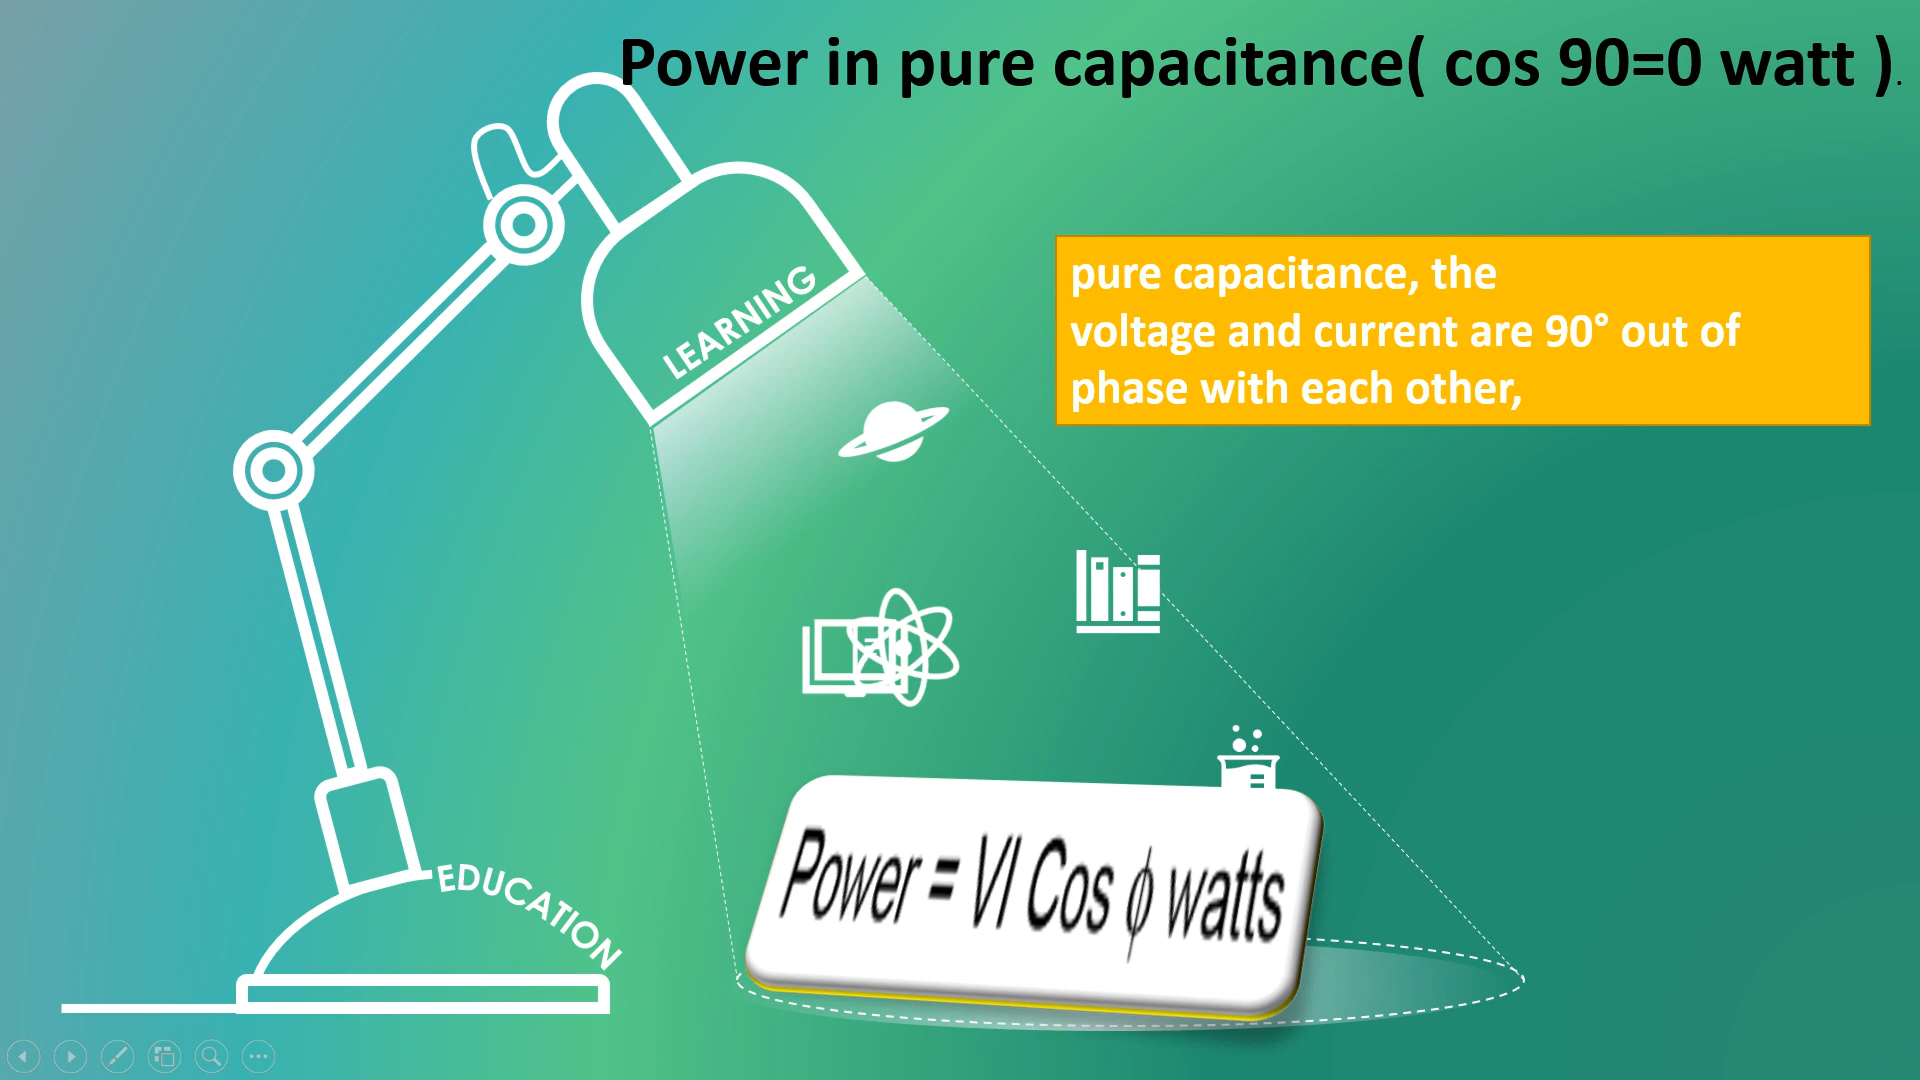 Power in pure capacitance( cos 90=0 watt ).
LEARNING
pure capacitance, the
voltage and current are 90° out of
phase with each other,
Power = VI Cos ϕ watts
EDUCATION